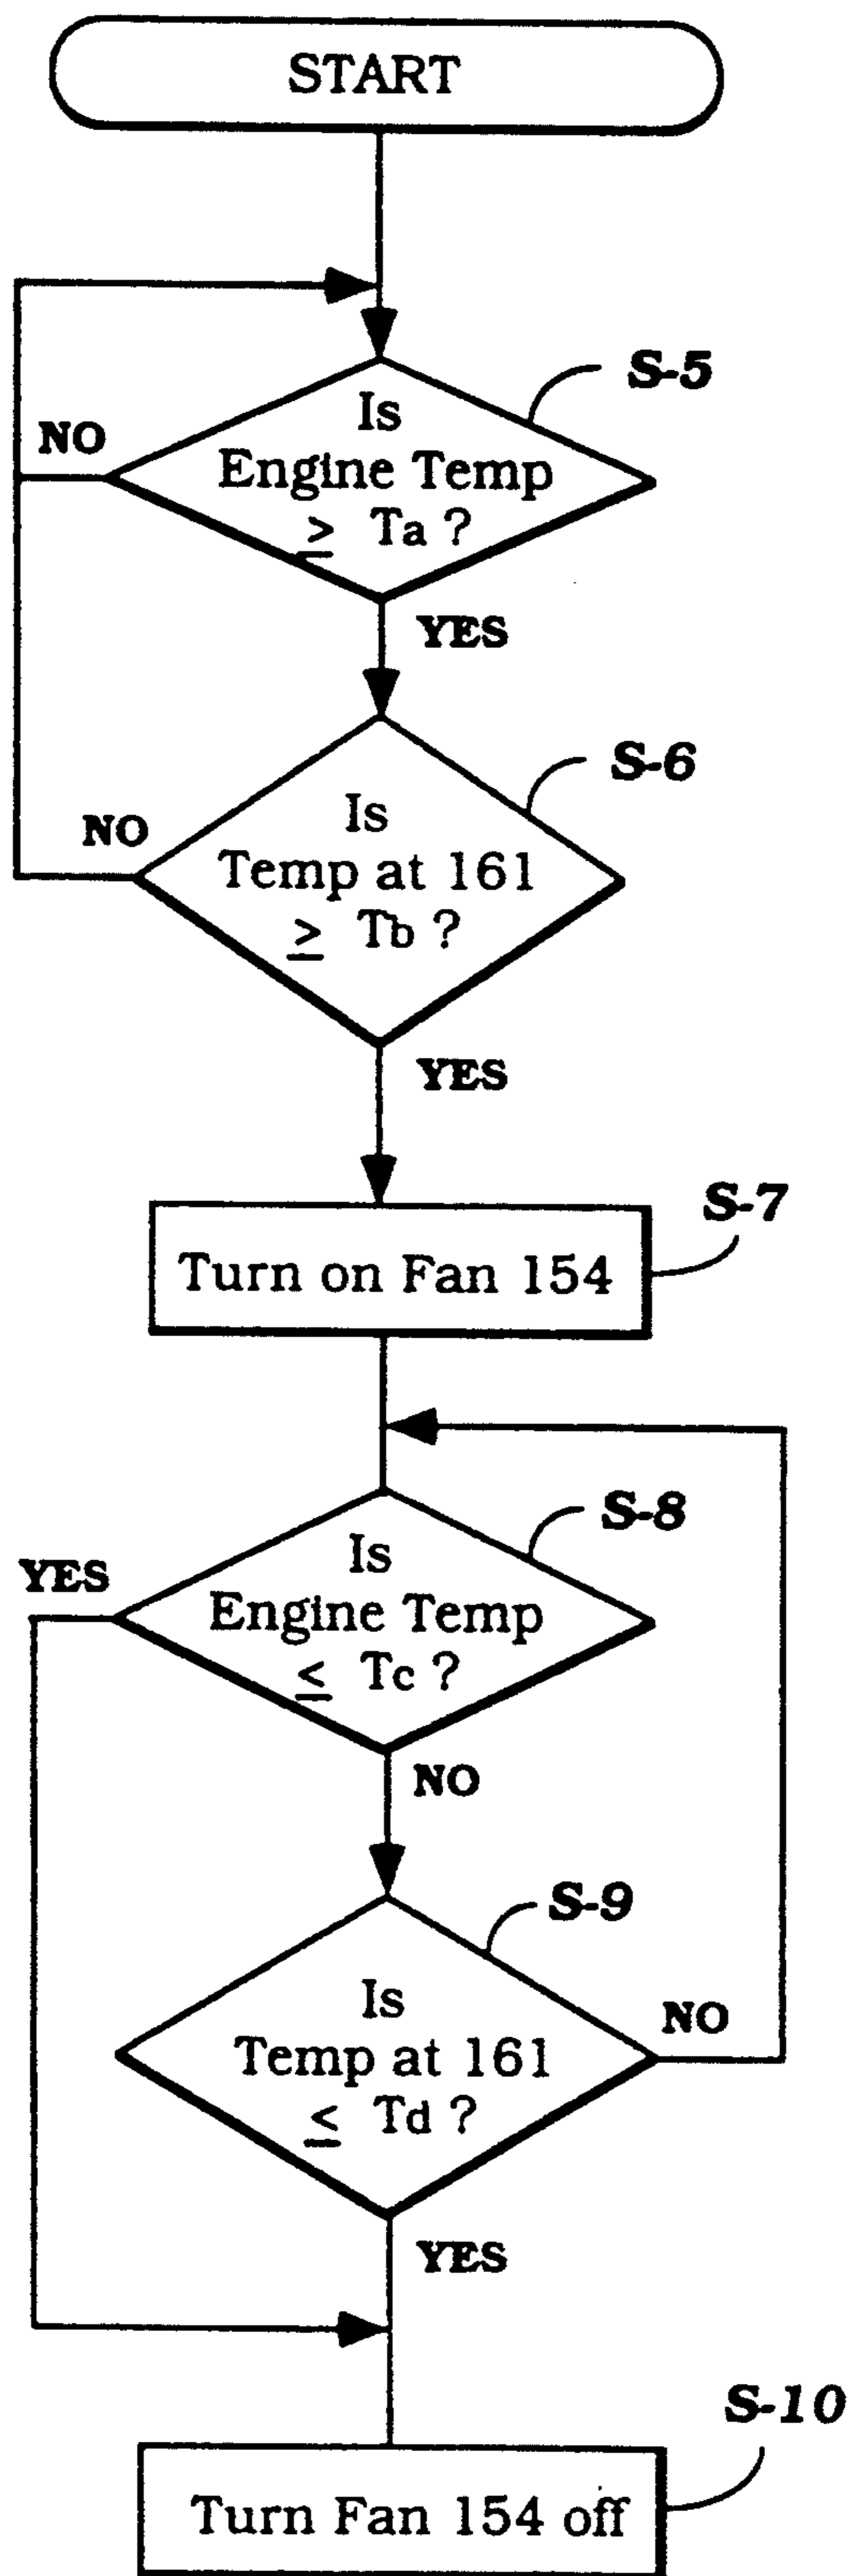 START
S-5
Is
NO
Engine Temp
≥ Ta ?
YES
S-6
Is
NO
Temp at 161
≥ Tb ?
YES
S-7
Turn on Fan 154
S-8
Is
YES
Engine Temp
≤ Tc ?
NO
S-9
Is
NO
Temp at 161
≤ Td ?
YES
S-10
Turn Fan 154 off